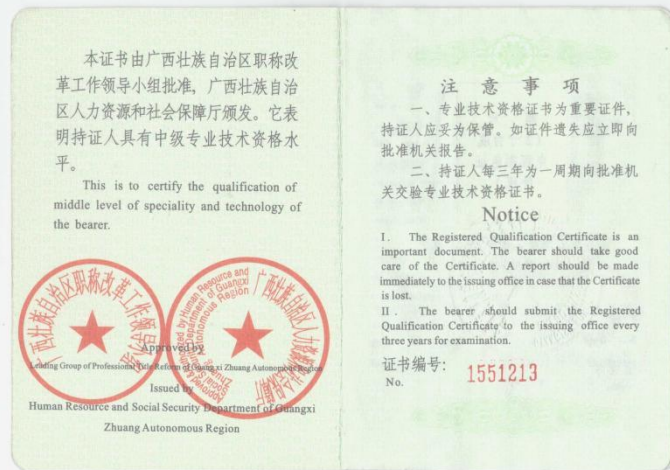 本证书由广西壮族自治区职称改
革工作领导小组批准，广西壮族自治
区人力资源和社会保障厅颁发。它表
明持证人具有中级专业技术资格水
平。
This is to certify the qualification of
middle level of speciality and technology of
the bearer.
广西壮族自治区职称改革工作领导小组
广西壮族自治区人力资源和社会保障厅
Approved by
Leading Group of Professional Title Reform of Guangxi Zhuang Autonomous Region
Issued by
Human Resource and Social Security Department of Guangxi
Zhuang Autonomous Region
注意事项
一、专业技术资格证书为重要证件，
持证人应妥为保管。如证件遗失应立即向
批准机关报告。
二、持证人每三年为一周期向批准机
关交验专业技术资格证书。
Notice
I. The Registered Qualification Certificate is an
important document. The bearer should take good
care of the Certificate. A report should be made
immediately to the issuing office in case that the Certificate
is lost.
II. The bearer should submit the Registered
Qualification Certificate to the issuing office every
three years for examination.
证书编号：
No. 1551213